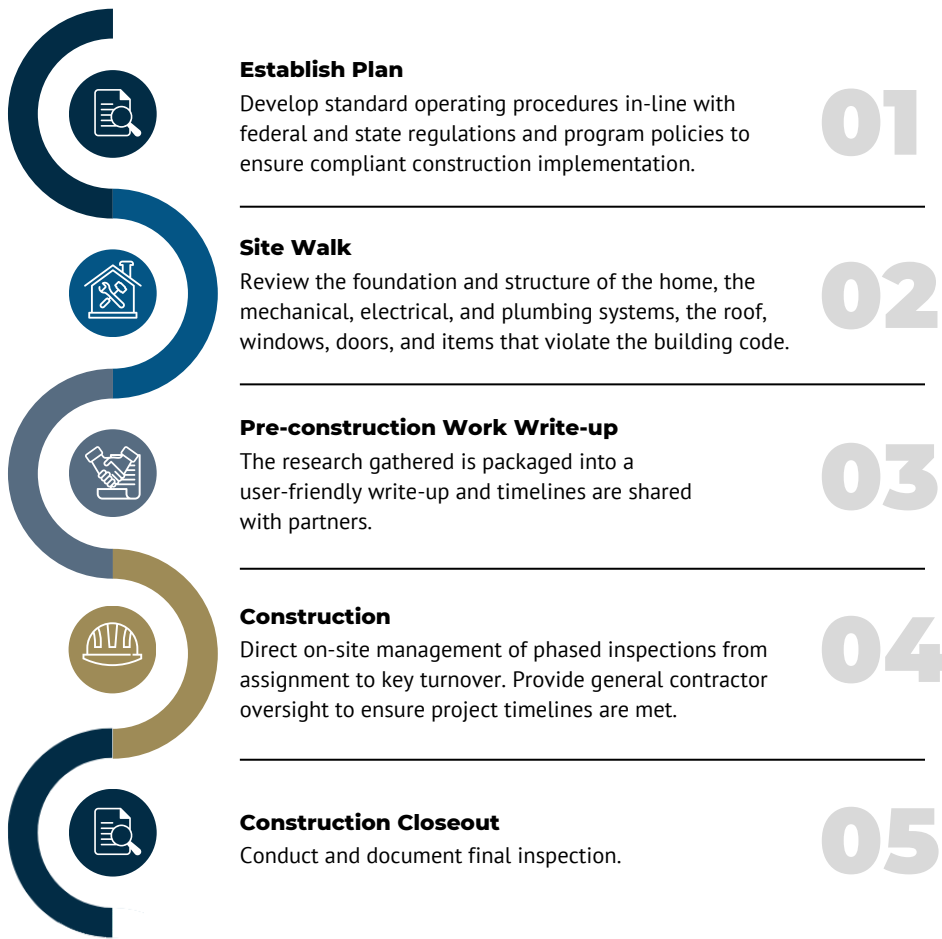 Establish Plan
Develop standard operating procedures in-line with
federal and state regulations and program policies to
ensure compliant construction implementation.
01
Site Walk
Review the foundation and structure of the home, the
mechanical, electrical, and plumbing systems, the roof,
windows, doors, and items that violate the building code.
02
Pre-construction Work Write-up
The research gathered is packaged into a
user-friendly write-up and timelines are shared
with partners.
03
Construction
Direct on-site management of phased inspections from
assignment to key turnover. Provide general contractor
oversight to ensure project timelines are met.
04
Construction Closeout
Conduct and document final inspection.
05